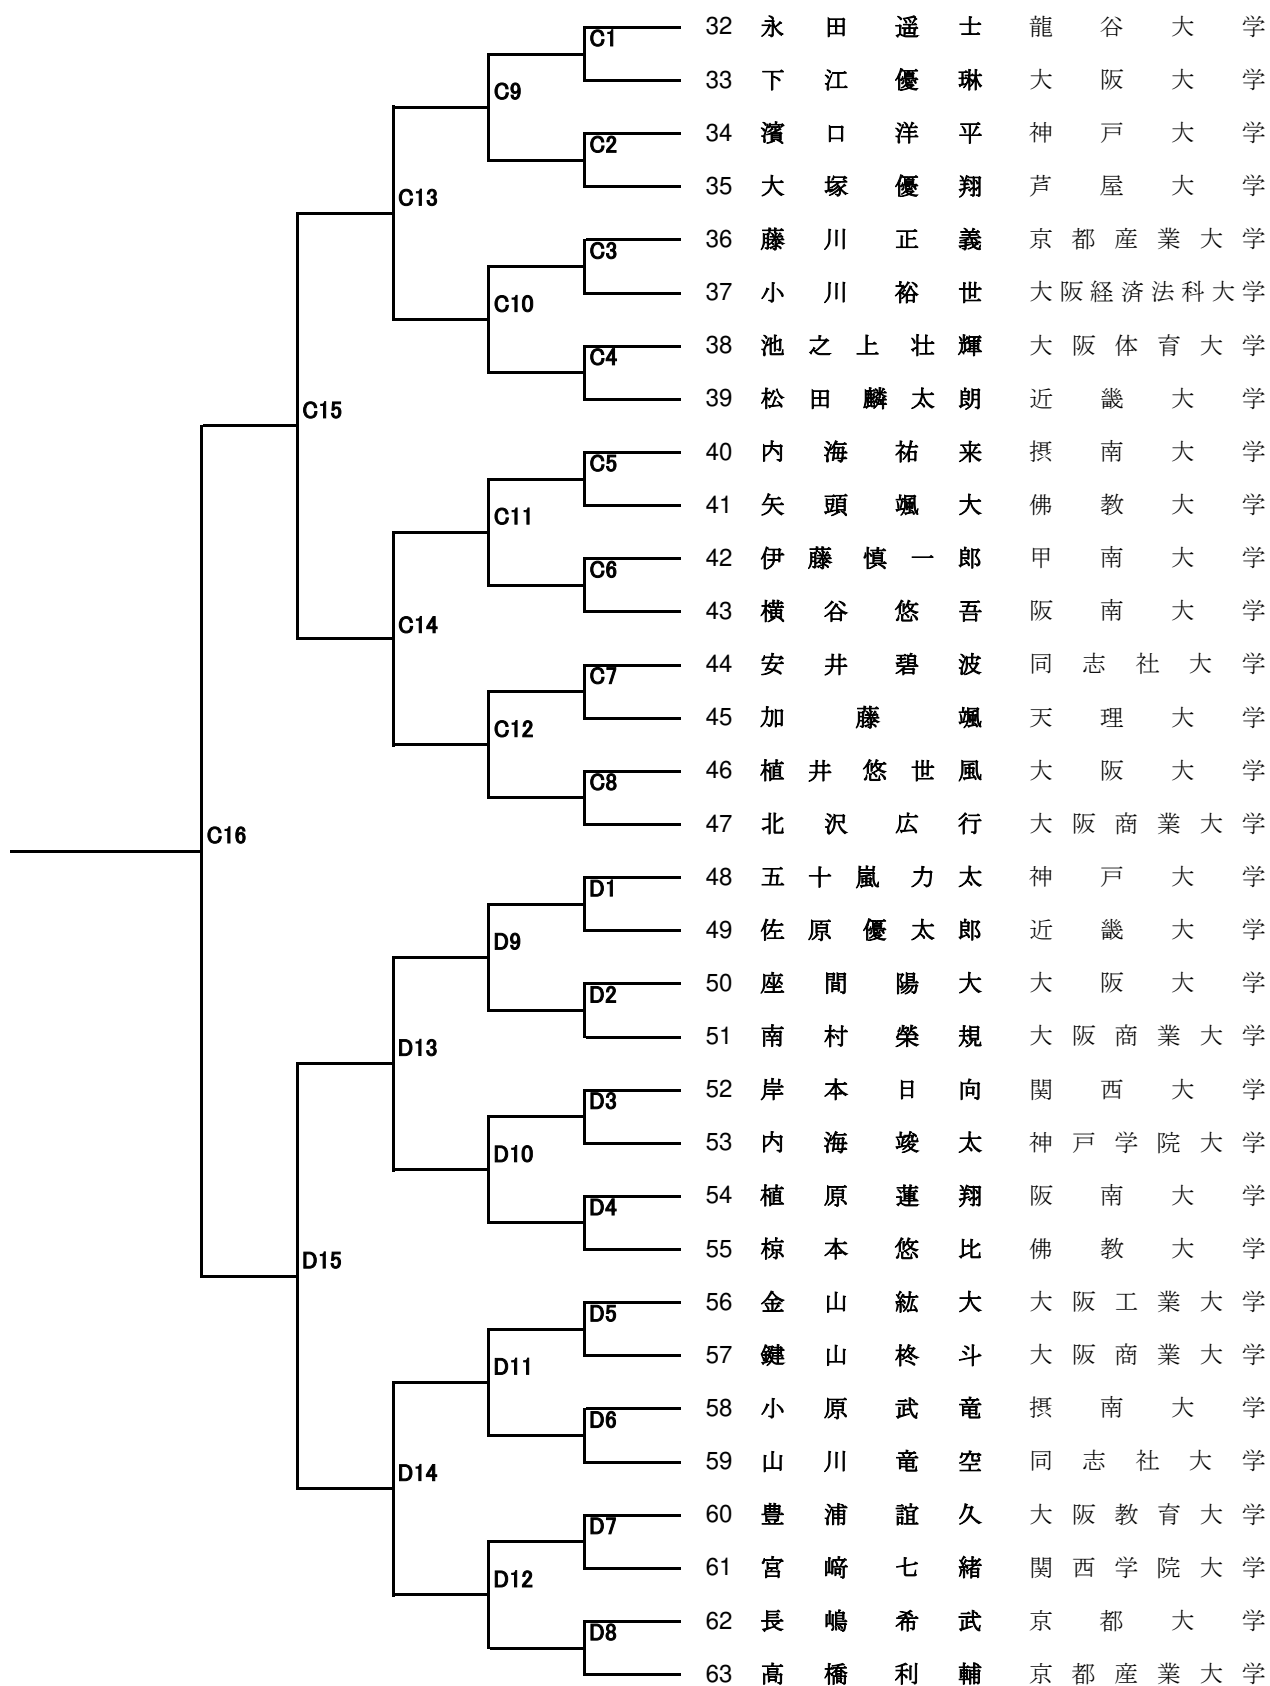 C1 32 永田遥士 龍谷大学
33 下江優琳 大阪大学
C9
C2 34 濱口洋平 神戸大学
35 大塚優翔 芦屋大学
C13
C3 36 藤川正義 京都産業大学
37 小川裕世 大阪経済法科大学
C10
C4 38 池之上壮輝 大阪体育大学
39 松田麟太朗 近畿大学
C15
C5 40 内海祐来 摂南大学
41 矢頭颯大 佛教大学
C11
C6 42 伊藤慎一郎 甲南大学
43 横谷悠吾 阪南大学
C14
C7 44 安井碧波 同志社大学
45 加藤颯 天理大学
C12
C8 46 植井悠世風 大阪大学
47 北沢広行 大阪商業大学
C16
D1 48 五十嵐力太 神戸大学
49 佐原優太郎 近畿大学
D9
D2 50 座間陽大 大阪大学
51 南村榮規 大阪商業大学
D13
D3 52 岸本日向 関西大学
53 内海竣太 神戸学院大学
D10
D4 54 植原蓮翔 阪南大学
55 椋本悠比 佛教大学
D15
D5 56 金山紘大 大阪工業大学
57 鍵山柊斗 大阪商業大学
D11
D6 58 小原武竜 摂南大学
59 山川竜空 同志社大学
D14
D7 60 豊浦誼久 大阪教育大学
61 宮﨑七緒 関西学院大学
D12
D8 62 長嶋希武 京都大学
63 高橋利輔 京都産業大学